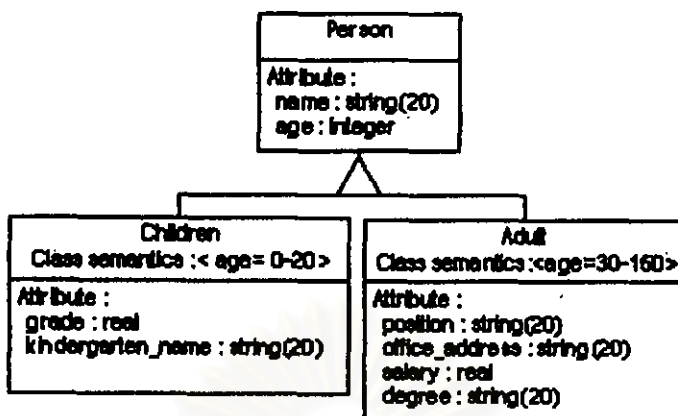 Person
Attribute :
name : string(20)
age : integer
Children
Class semantics :< age= 0-20>
Attribute :
grade : real
kindergarten_name : string(20)
Adult
Class semantics :<age=30-160>
Attribute :
position : string(20)
office_address : string(20)
salary : real
degree : string(20)